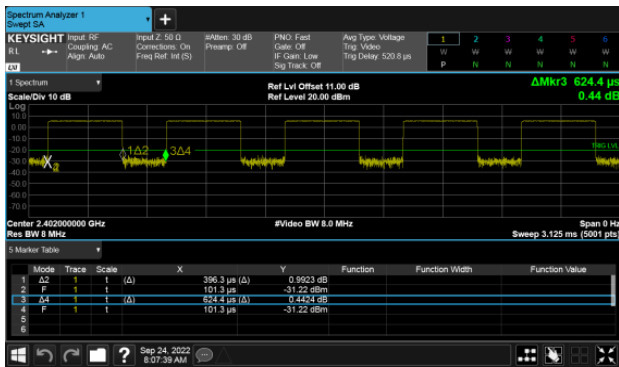 Spectrum Analyzer 1
Swept SA
+
KEYSIGHT Input: RF Input Z: 50 Ω #Atten: 30 dB PNO: Fast Avg Type: Voltage 1 2 3 4 5 6
RL Coupling: AC Corrections: On Preamp: Off Gate: Off Trig: Video W W W W W W
Align: Auto Freq Ref: Int (S) IF Gain: Low Trig Delay: 520.8 µs P N N N N N
Sig Track: Off
LXI
1 Spectrum Ref Lvl Offset 11.00 dB ΔMkr3 624.4 µs
Scale/Div 10 dB Ref Level 20.00 dBm 0.44 dB
Log
10.0
0.00
-10.0
-20.0 1Δ2 3Δ4 TRIG LVL
-30.0 X 2
-40.0
-50.0
-60.0
-70.0
Center 2.402000000 GHz #Video BW 8.0 MHz Span 0 Hz
Res BW 8 MHz Sweep 3.125 ms (5001 pts)
5 Marker Table
Mode Trace Scale X Y Function Function Width Function Value
1 Δ2 1 t (Δ) 396.3 µs (Δ) 0.9923 dB
2 F 1 t 101.3 µs -31.22 dBm
3 Δ4 1 t (Δ) 624.4 µs (Δ) 0.4424 dB
4 F 1 t 101.3 µs -31.22 dBm
5
6
? Sep 24, 2022
8:07:39 AM